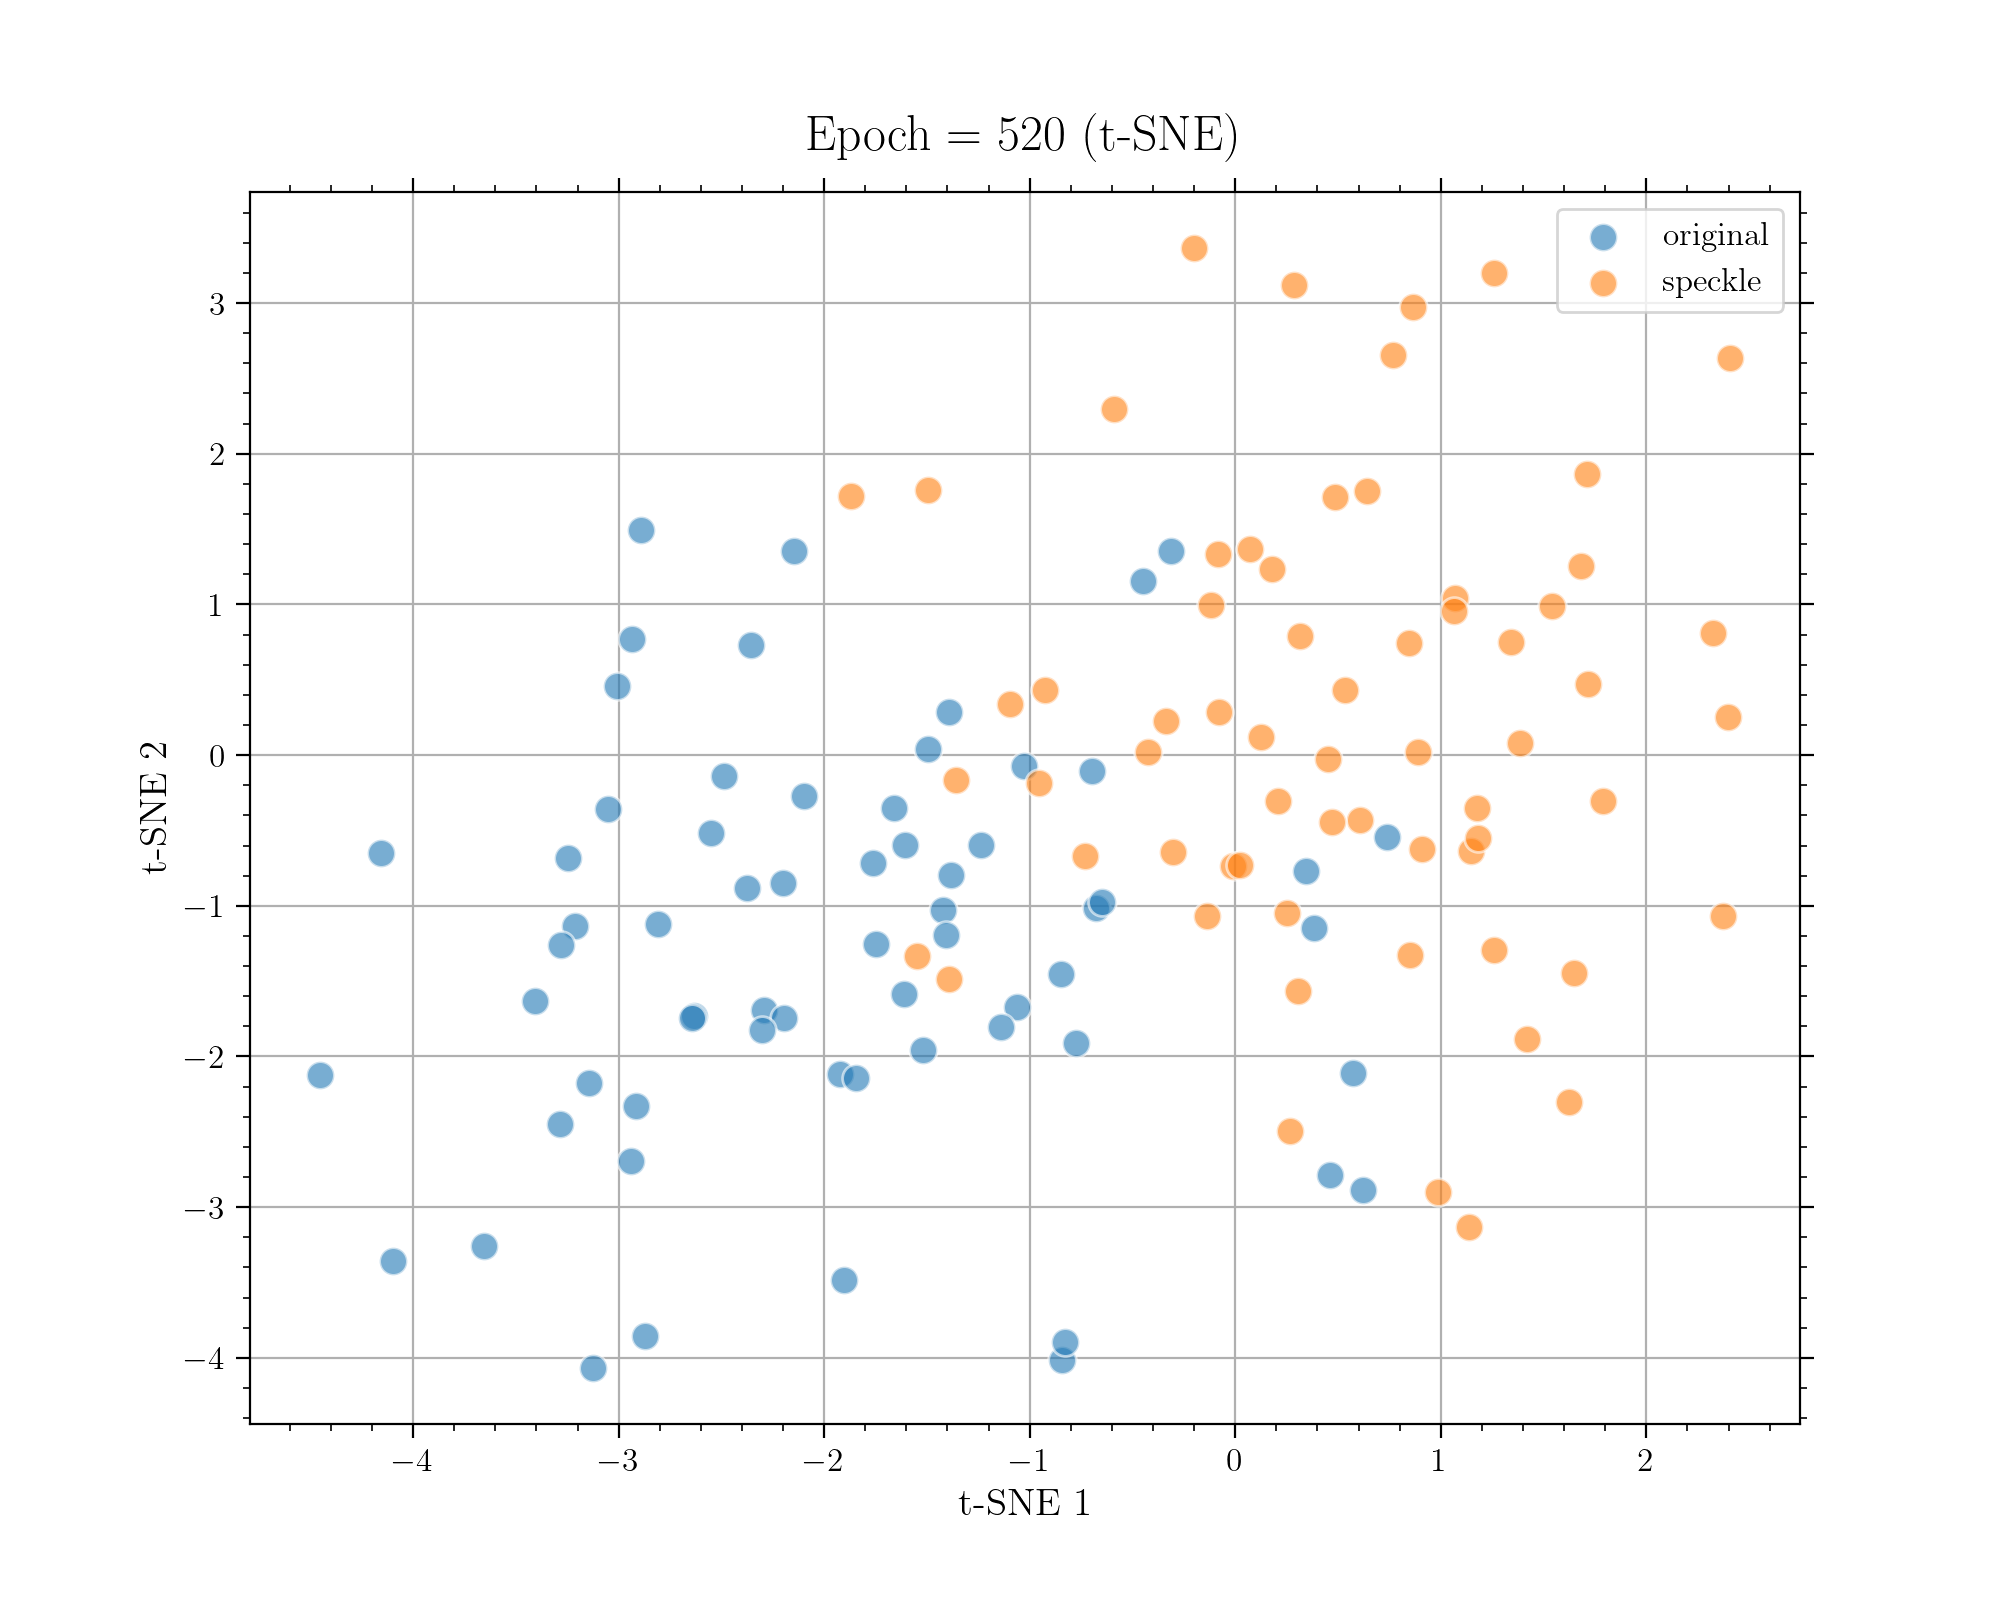 Epoch = 520 (t-SNE)
original
speckle
3
2
1
0
−1
−2
−3
−4
t-SNE 2
−4 −3 −2 −1 0 1 2
t-SNE 1